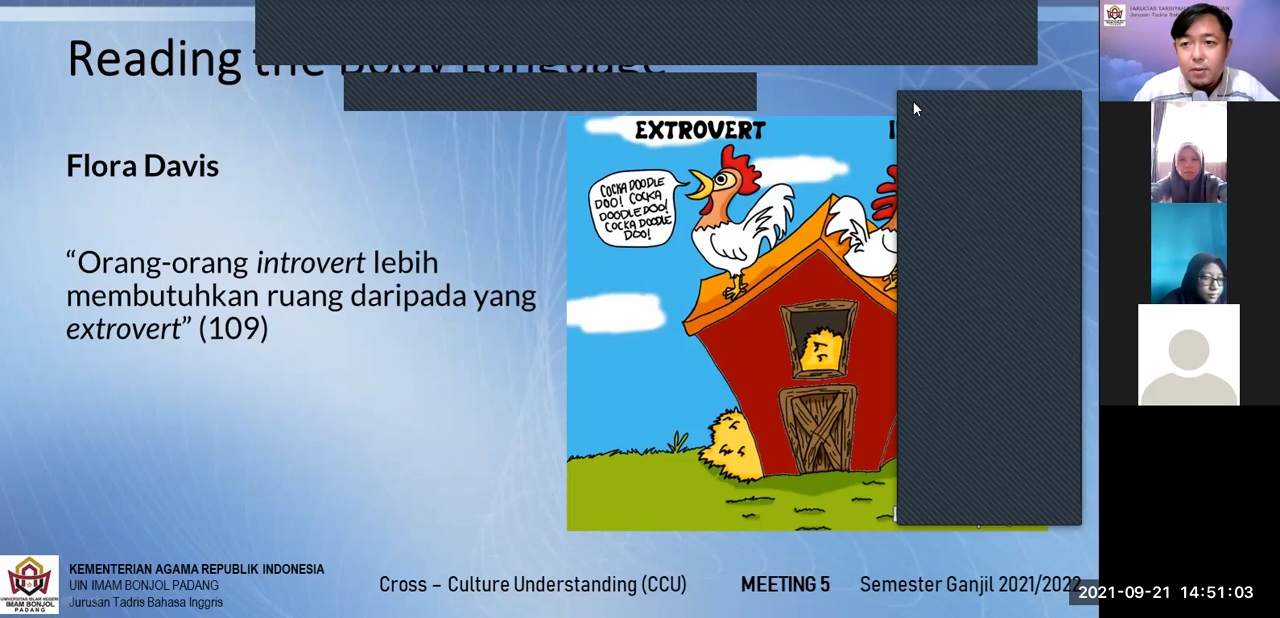 Reading the Body Language
EXTROVERT
Flora Davis
COCKA DOODLE
DOO! COCKA
DOODLE DOO!
COCKA DOODLE
DOO!
“Orang-orang introvert lebih
membutuhkan ruang daripada yang
extrovert” (109)
KEMENTERIAN AGAMA REPUBLIK INDONESIA
UIN IMAM BONJOL PADANG
Jurusan Tadris Bahasa Inggris
UNIVERSITAS ISLAM NEGERI
IMAM BONJOL
PADANG
Cross – Culture Understanding (CCU)
MEETING 5
Semester Ganjil 2021/2022
2021-09-21 14:51:03